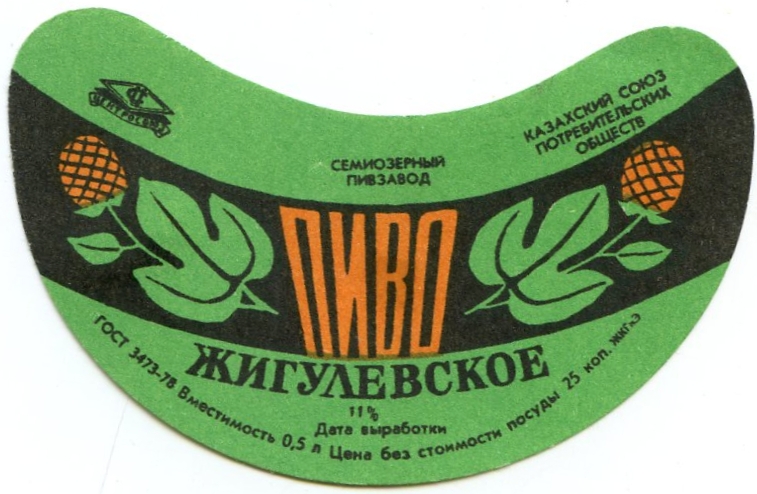 ЦЕНТРОСОЮЗ
КАЗАХСКИЙ СОЮЗ
ПОТРЕБИТЕЛЬСКИХ
ОБЩЕСТВ
СЕМИОЗЕРНЫЙ
ПИВЗАВОД
ПИВО
ЖИГУЛЕВСКОЕ
11%
Дата выработки
ГОСТ 3473-78 Вместимость 0,5 л Цена без стоимости посуды 25 коп.